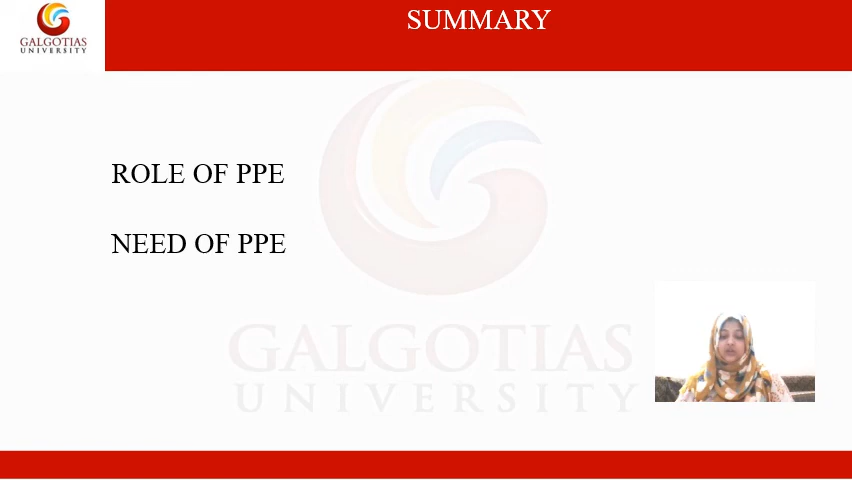 SUMMARY
GALGOTIAS
UNIVERSITY
ROLE OF PPE
NEED OF PPE
GALGOTIAS
UNIVERSITY